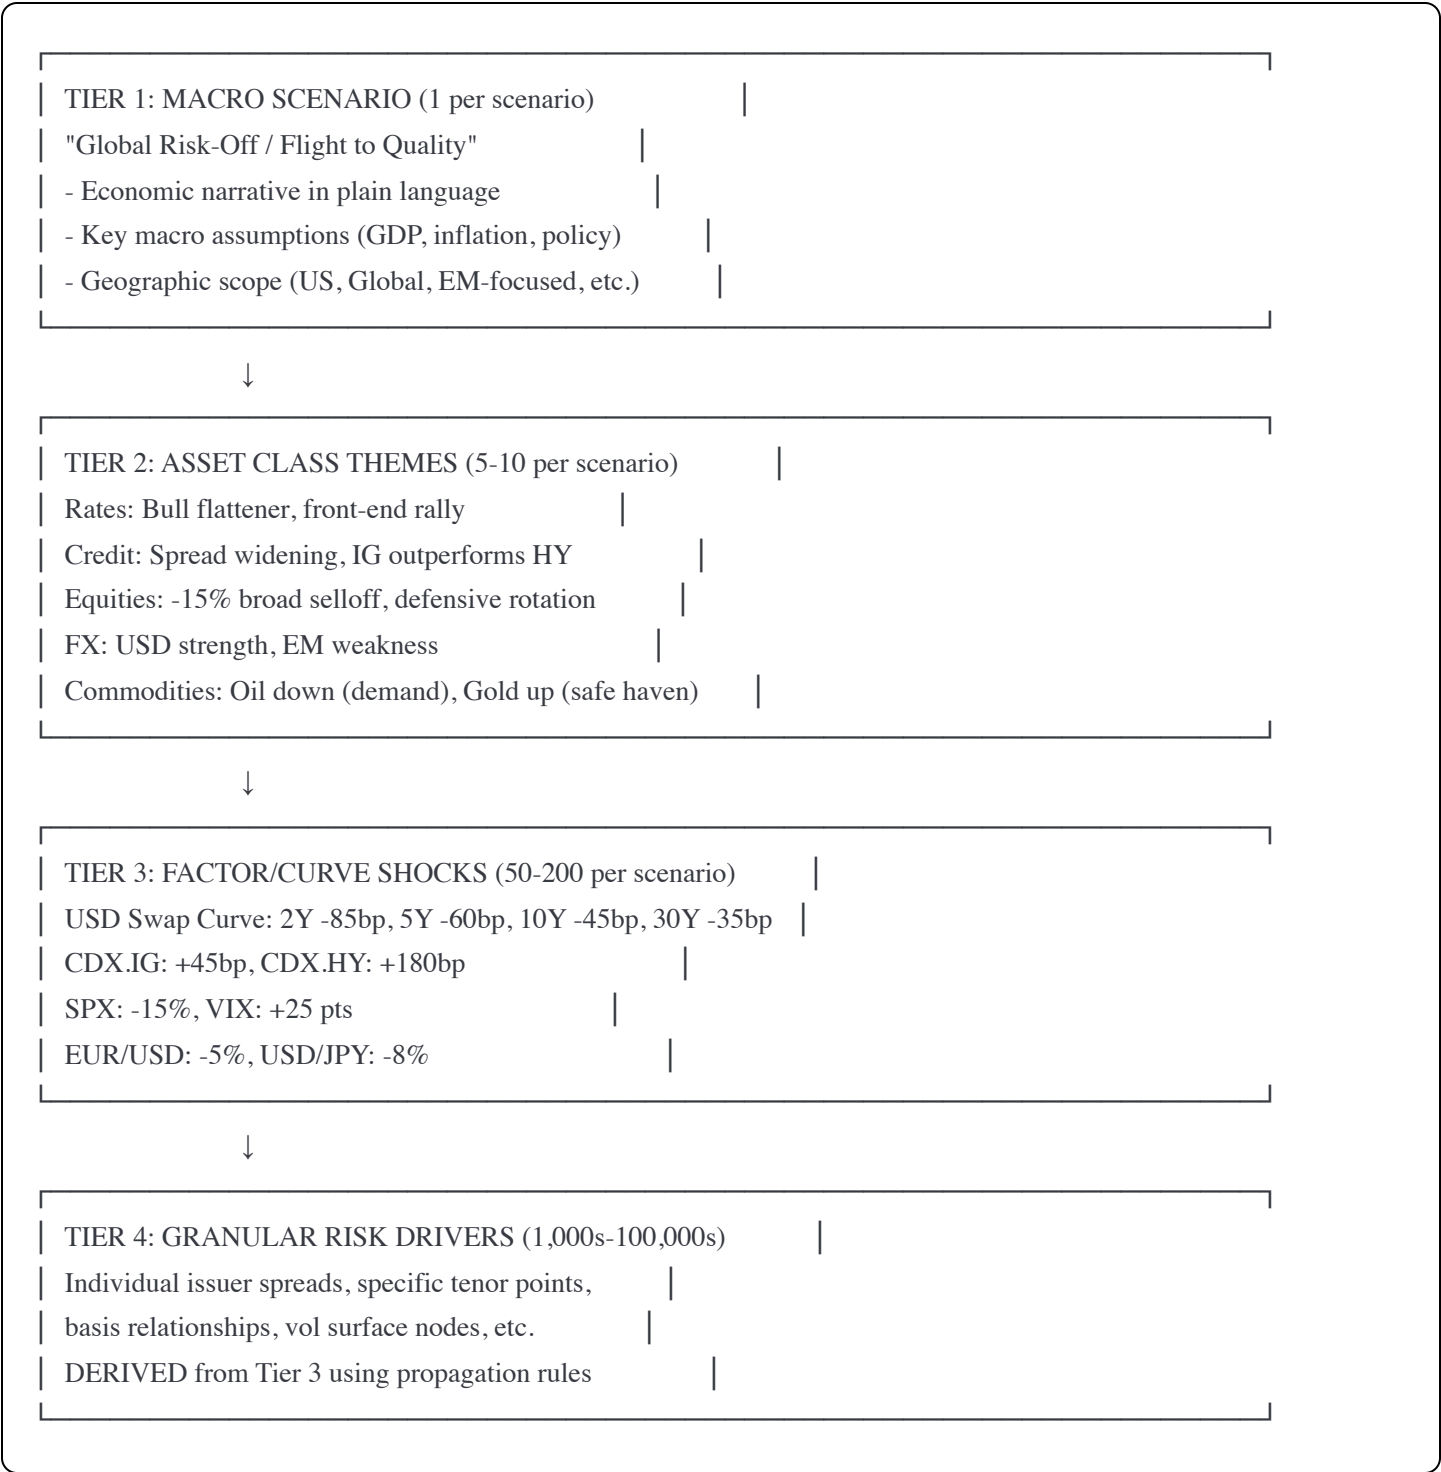 TIER 1: MACRO SCENARIO (1 per scenario)
"Global Risk-Off / Flight to Quality"
- Economic narrative in plain language
- Key macro assumptions (GDP, inflation, policy)
- Geographic scope (US, Global, EM-focused, etc.)
↓
TIER 2: ASSET CLASS THEMES (5-10 per scenario)
Rates: Bull flattener, front-end rally
Credit: Spread widening, IG outperforms HY
Equities: -15% broad selloff, defensive rotation
FX: USD strength, EM weakness
Commodities: Oil down (demand), Gold up (safe haven)
↓
TIER 3: FACTOR/CURVE SHOCKS (50-200 per scenario)
USD Swap Curve: 2Y -85bp, 5Y -60bp, 10Y -45bp, 30Y -35bp
CDX.IG: +45bp, CDX.HY: +180bp
SPX: -15%, VIX: +25 pts
EUR/USD: -5%, USD/JPY: -8%
↓
TIER 4: GRANULAR RISK DRIVERS (1,000s-100,000s)
Individual issuer spreads, specific tenor points,
basis relationships, vol surface nodes, etc.
DERIVED from Tier 3 using propagation rules